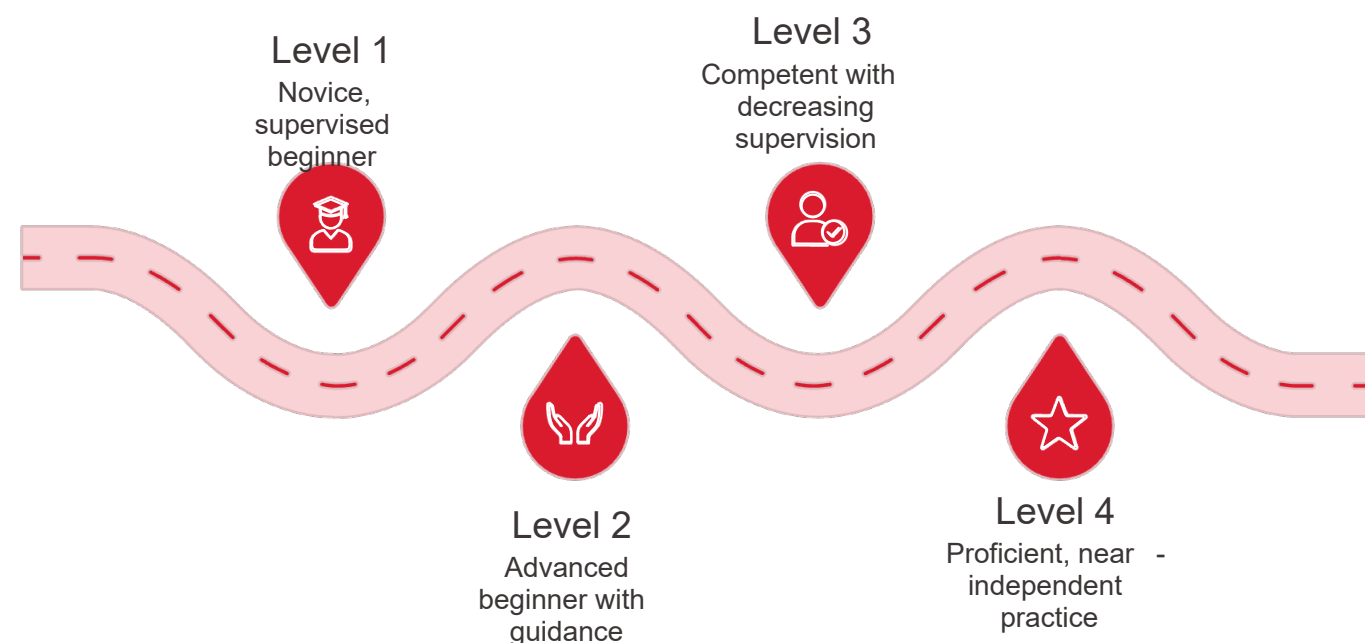 Level 1
Novice,
supervised
beginner
Level 2
Advanced
beginner with
guidance
Level 3
Competent with
decreasing
supervision
Level 4
Proficient, near -
independent
practice